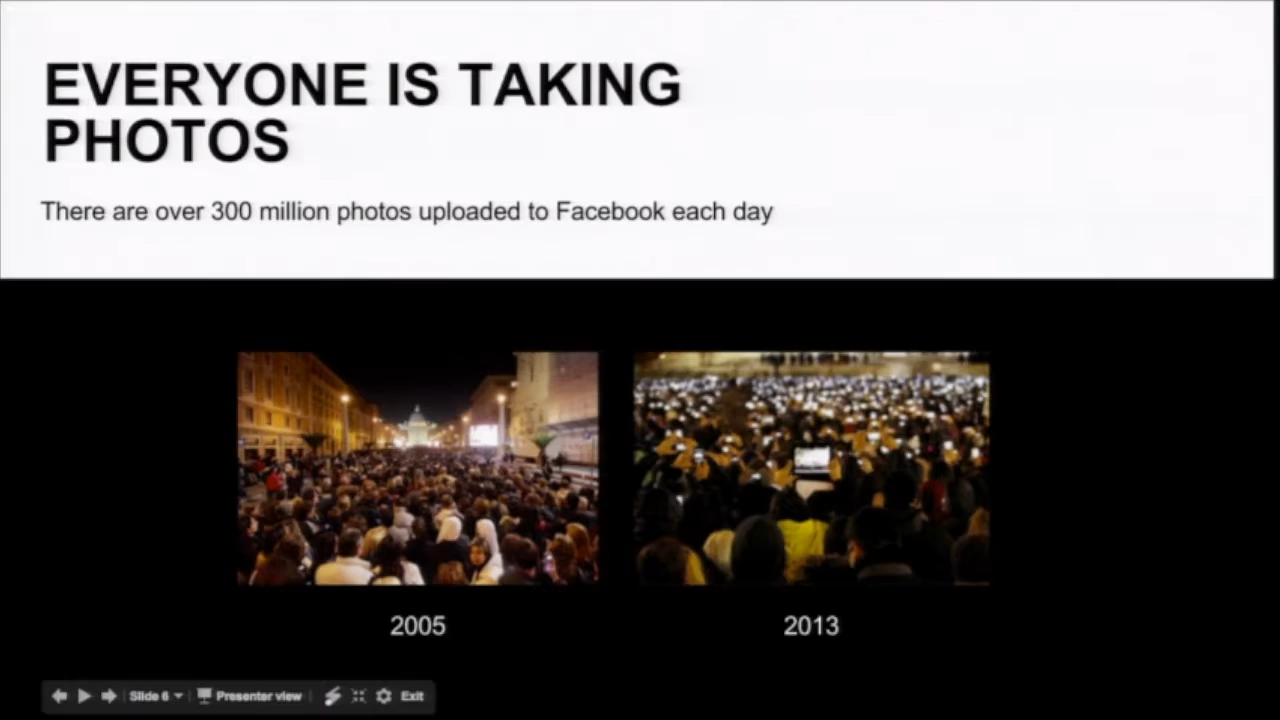 EVERYONE IS TAKING
PHOTOS
There are over 300 million photos uploaded to Facebook each day
2005
2013
Slide 6
Presenter view
Exit